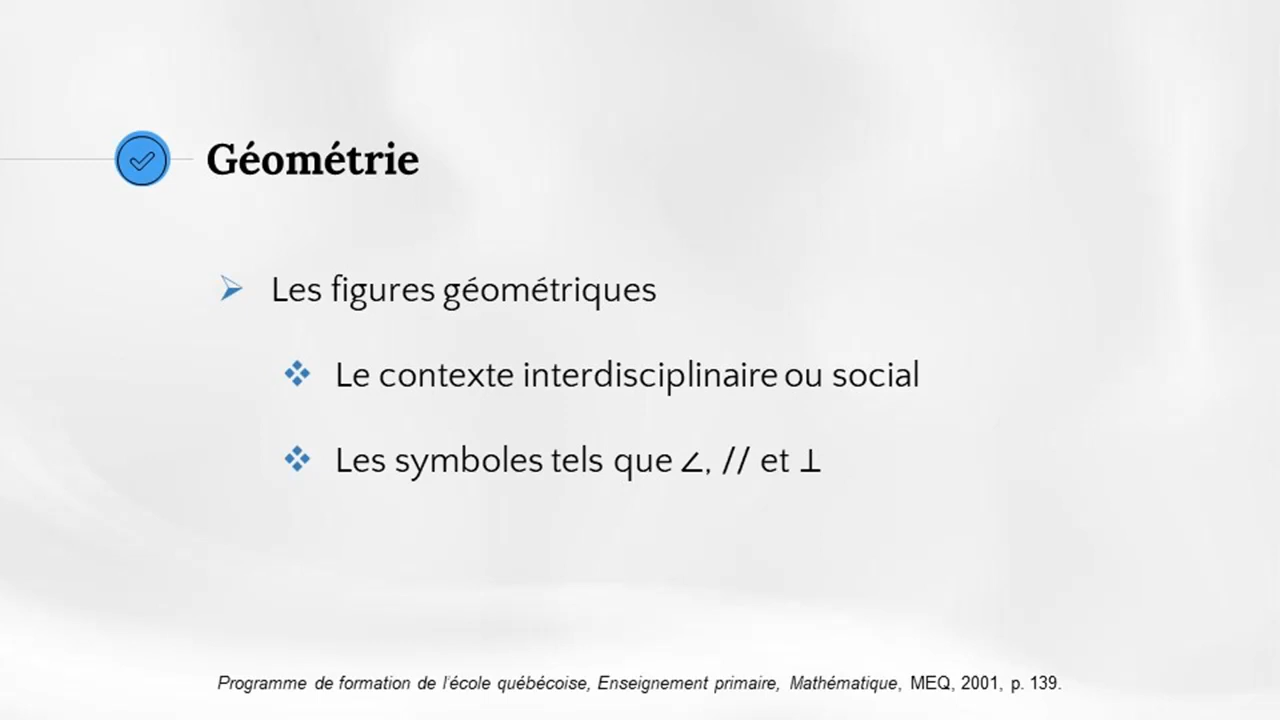 Géométrie
Les figures géométriques
Le contexte interdisciplinaire ou social
Les symboles tels que ∠, // et ⊥
Programme de formation de l'école québécoise, Enseignement primaire, Mathématique, MEQ, 2001, p. 139.